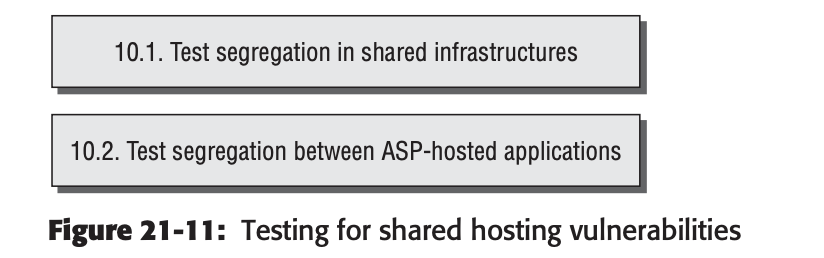 10.1. Test segregation in shared infrastructures
10.2. Test segregation between ASP-hosted applications
Figure 21-11: Testing for shared hosting vulnerabilities